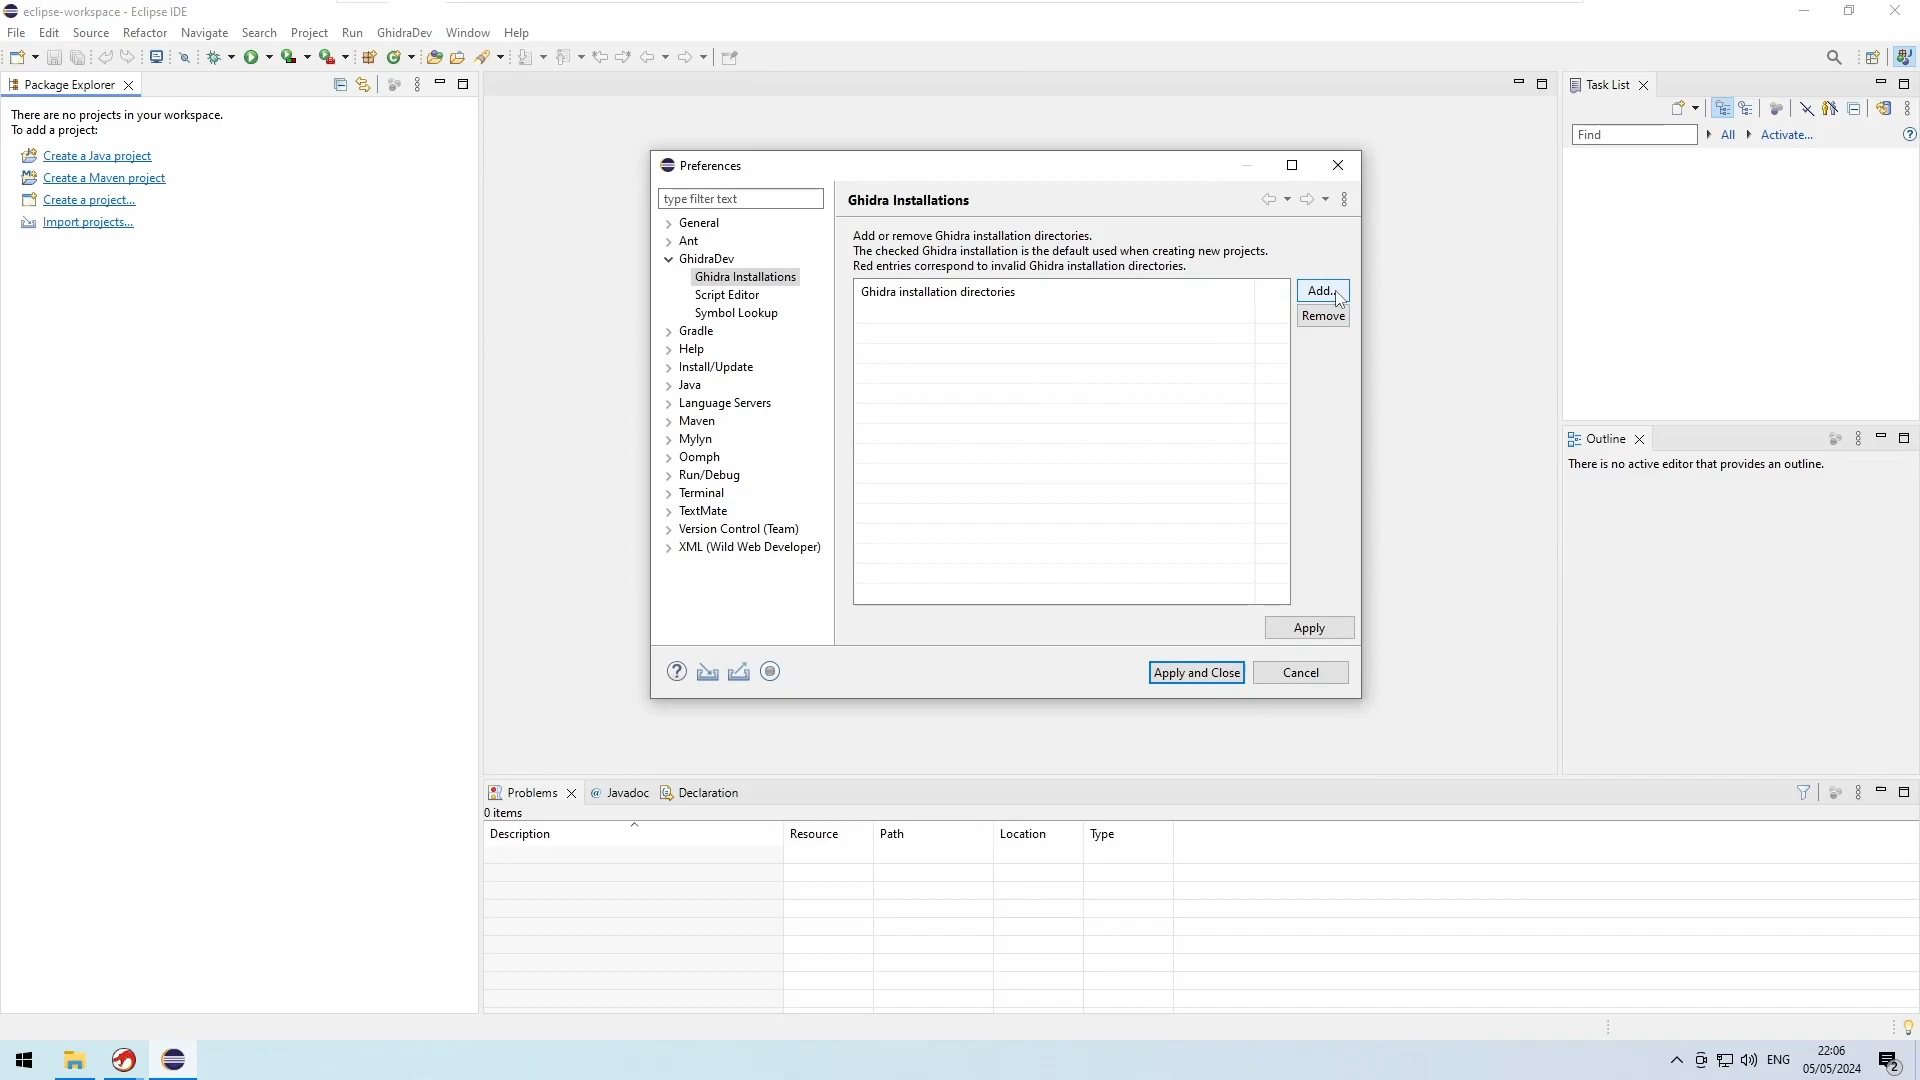 eclipse-workspace - Eclipse IDE
File Edit Source Refactor Navigate Search Project Run GhidraDev Window Help
Package Explorer
There are no projects in your workspace.
To add a project:
Create a Java project
Create a Maven project
Create a project...
Import projects...
Preferences
type filter text
General
Ant
GhidraDev
Ghidra Installations
Script Editor
Symbol Lookup
Gradle
Help
Install/Update
Java
Language Servers
Maven
Mylyn
Oomph
Run/Debug
Terminal
TextMate
Version Control (Team)
XML (Wild Web Developer)
Ghidra Installations
Add or remove Ghidra installation directories.
The checked Ghidra installation is the default used when creating new projects.
Red entries correspond to invalid Ghidra installation directories.
Ghidra installation directories
Add...
Remove
Apply
Apply and Close
Cancel
Task List
Find
All
Activate...
Outline
There is no active editor that provides an outline.
Problems
@ Javadoc
Declaration
0 items
Description Resource Path Location Type
ENG
22:06
05/05/2024
2